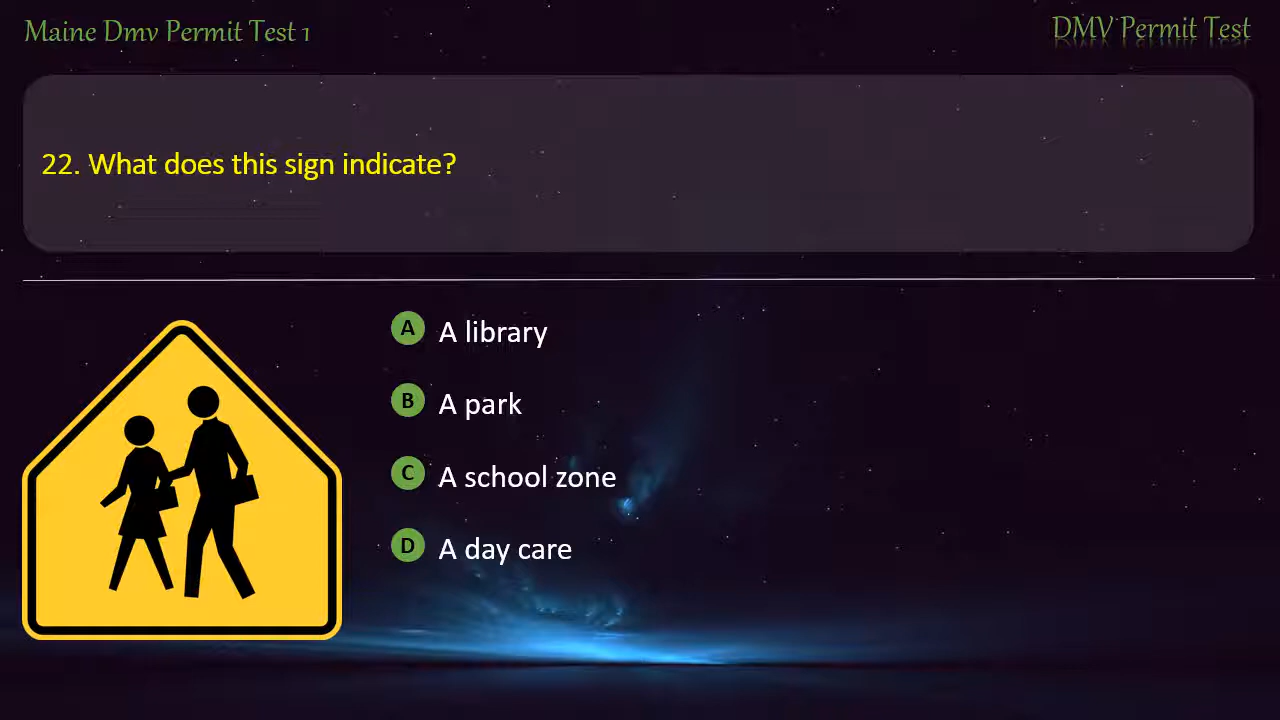 Maine Dmv Permit Test 1
DMV Permit Test
22. What does this sign indicate?
A A library
B A park
C A school zone
D A day care